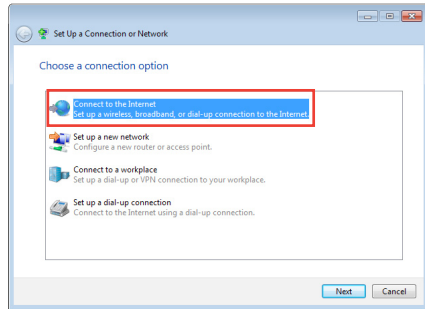 Set Up a Connection or Network
Choose a connection option
Connect to the Internet
Set up a wireless, broadband, or dial-up connection to the Internet.
Set up a new network
Configure a new router or access point.
Connect to a workplace
Set up a dial-up or VPN connection to your workplace.
Set up a dial-up connection
Connect to the Internet using a dial-up connection.
Next Cancel